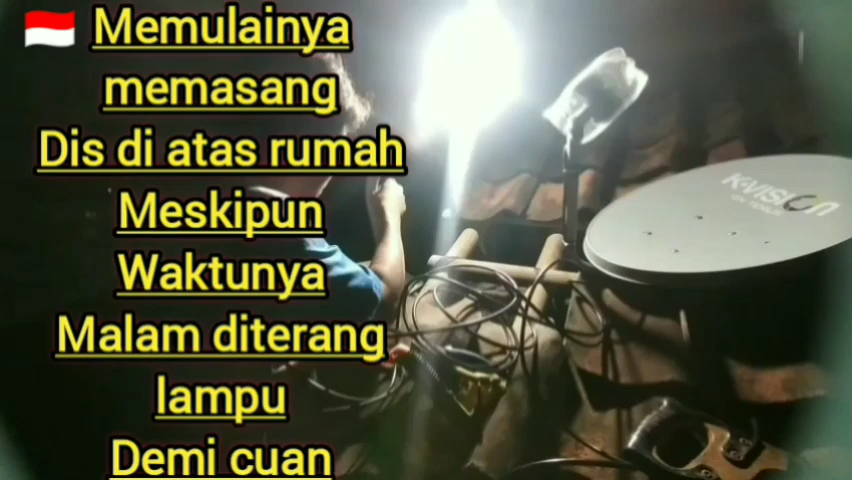 Memulainya
memasang
Dis di atas rumah
Meskipun
Waktunya
Malam diterang
lampu
Demi cuan
K-VISION